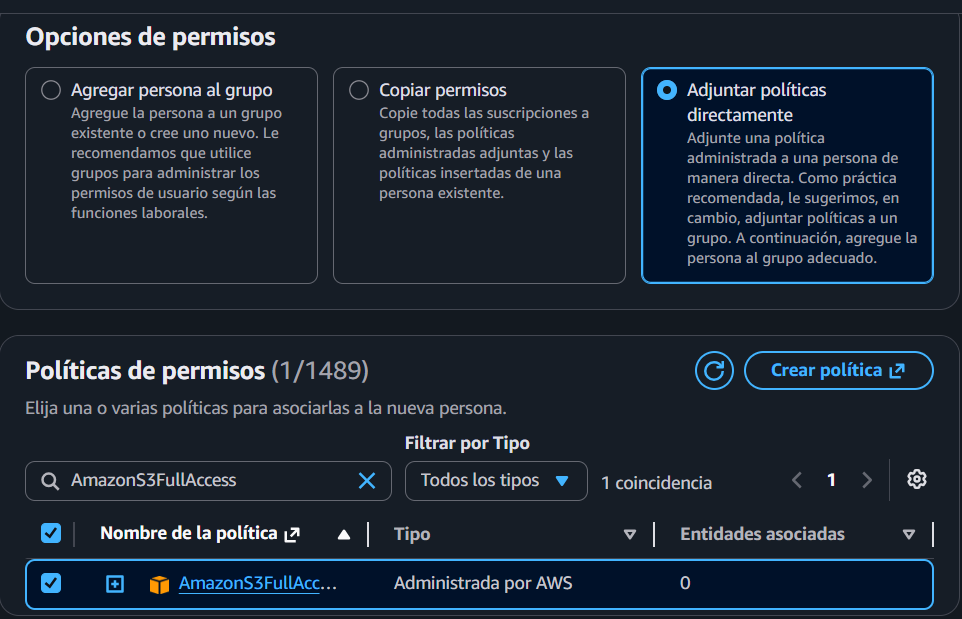 Opciones de permisos
Agregar persona al grupo
Agregue la persona a un grupo
existente o cree uno nuevo. Le
recomendamos que utilice
grupos para administrar los
permisos de usuario según las
funciones laborales.
Copiar permisos
Copie todas las suscripciones a
grupos, las políticas
administradas adjuntas y las
políticas insertadas de una
persona existente.
Adjuntar políticas
directamente
Adjunte una política
administrada a una persona de
manera directa. Como práctica
recomendada, le sugerimos, en
cambio, adjuntar políticas a un
grupo. A continuación, agregue la
persona al grupo adecuado.
Políticas de permisos (1/1489)
Crear política
Elija una o varias políticas para asociarlas a la nueva persona.
Filtrar por Tipo
AmazonS3FullAccess
Todos los tipos
1 coincidencia
1
Nombre de la política
Tipo
Entidades asociadas
AmazonS3FullAcc...
Administrada por AWS
0